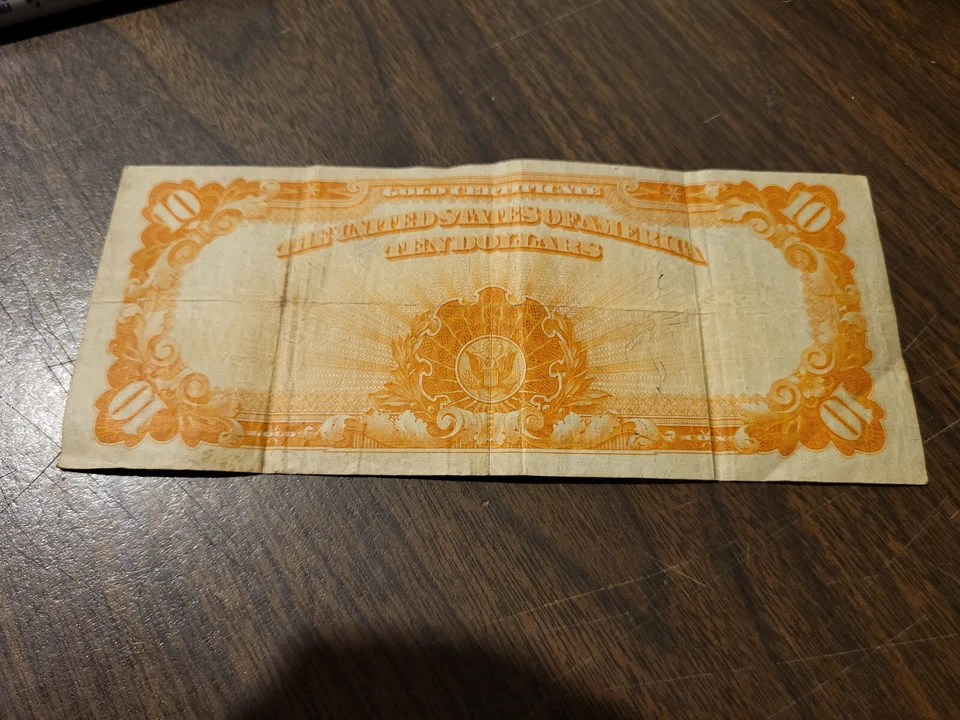 GOLD CERTIFICATE
THE UNITED STATES OF AMERICA
TEN DOLLARS
10
10
10
10